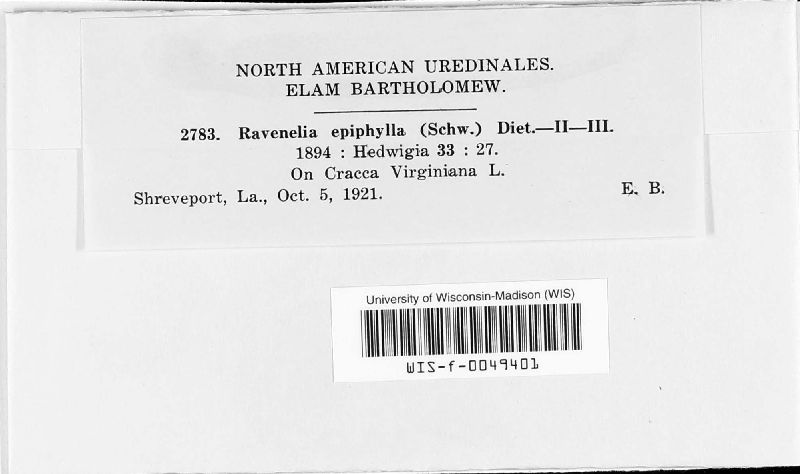 NORTH AMERICAN UREDINALES.
ELAM BARTHOLOMEW.
2783. Ravenelia epiphylla (Schw.) Diet.—II—III.
1894 : Hedwigia 33 : 27.
On Cracca Virginiana L.
Shreveport, La., Oct. 5, 1921. E. B.
University of Wisconsin-Madison (WIS)
WIS-f-0049401